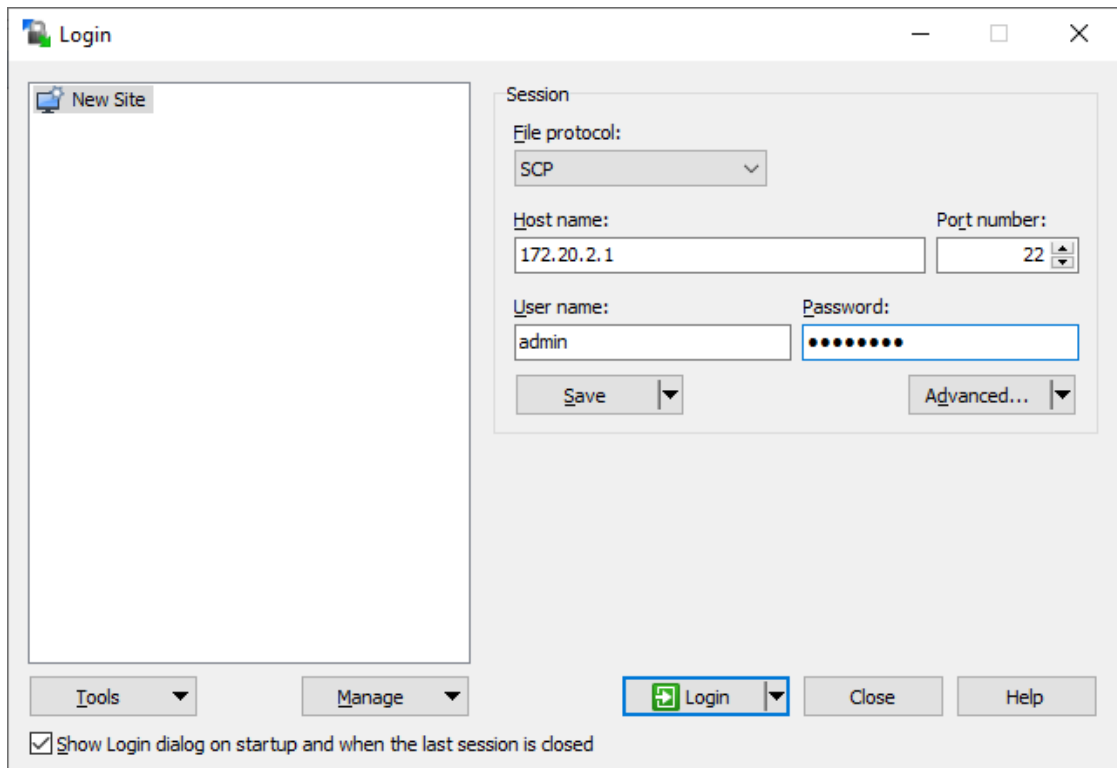 Login
New Site
Session
File protocol:
SCP
Host name:
Port number:
172.20.2.1
22
User name:
Password:
admin
••••••••
Save
Advanced...
Tools
Manage
Login
Close
Help
Show Login dialog on startup and when the last session is closed